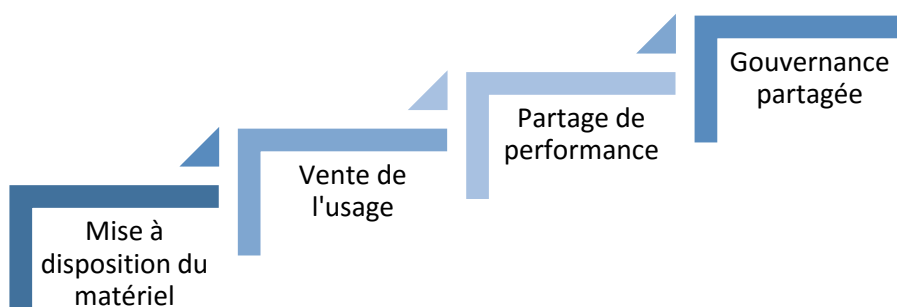 Mise à
disposition du
matériel
Vente de
l'usage
Partage de
performance
Gouvernance
partagée